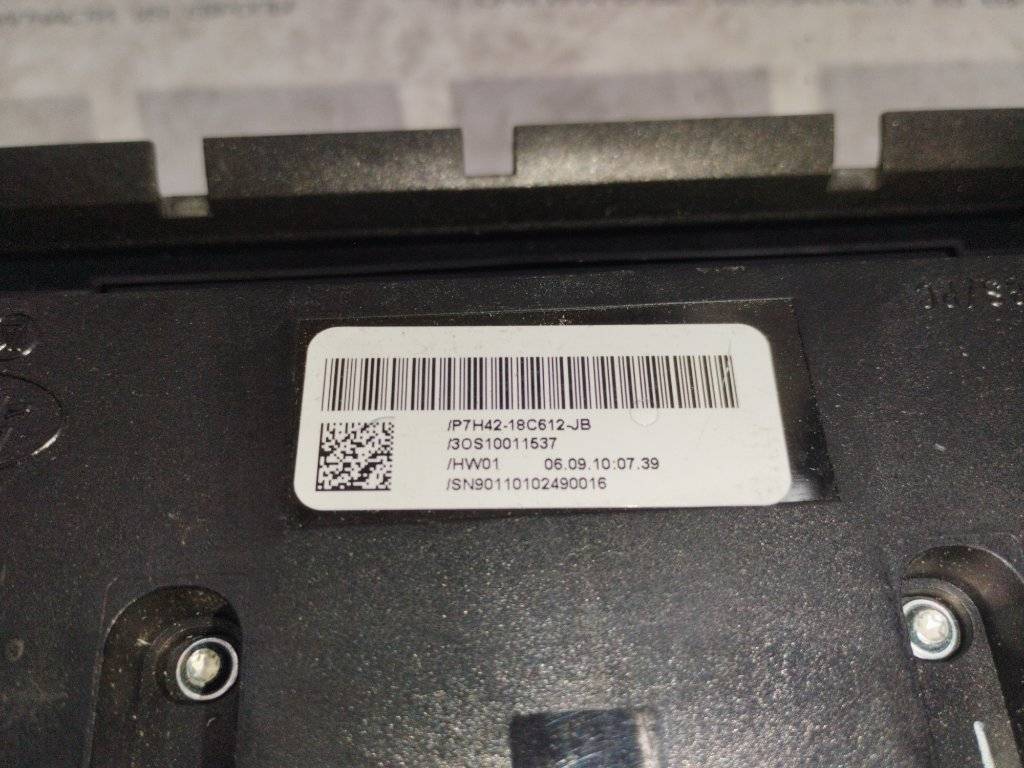 /P7H42-18C612-JB
/3OS10011537
/HW01 06.09.10:07.39
/SN90110102490016